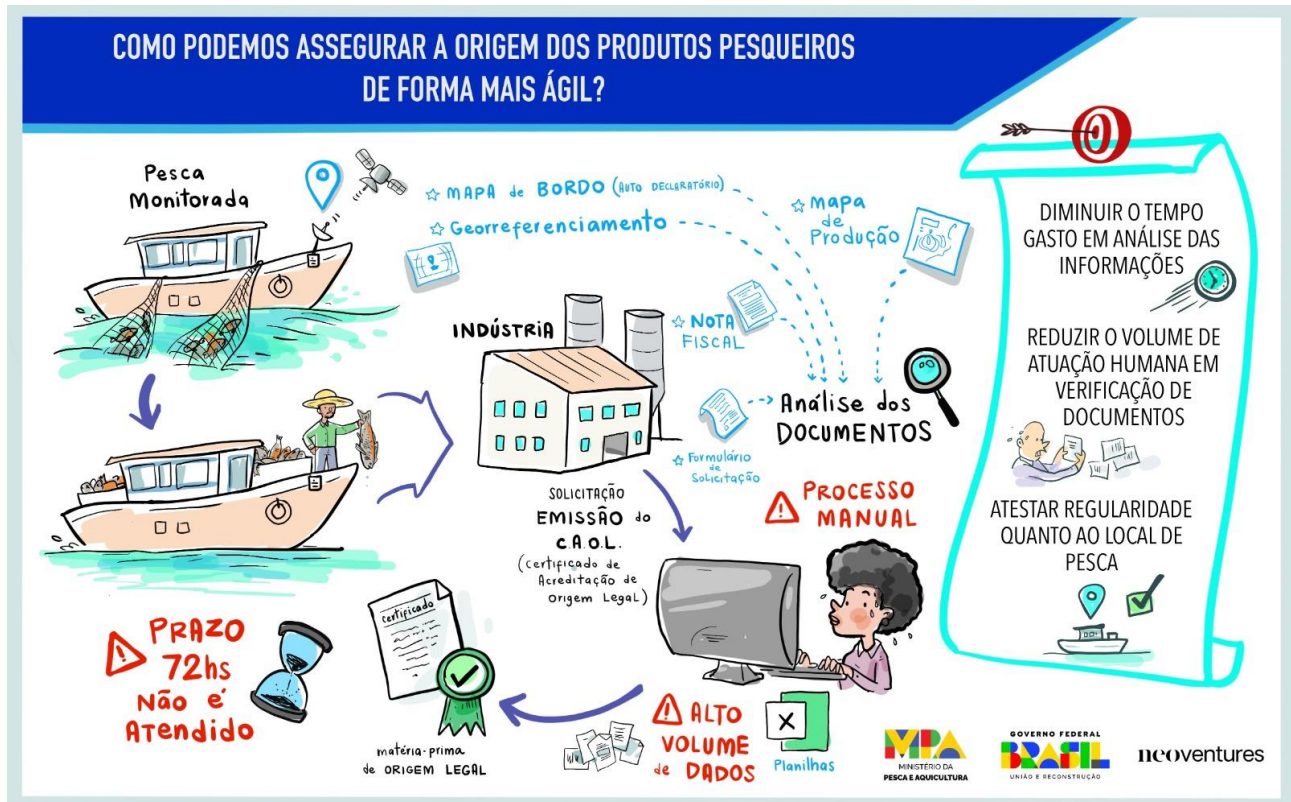 COMO PODEMOS ASSEGURAR A ORIGEM DOS PRODUTOS PESQUEIROS
DE FORMA MAIS ÁGIL?
Pesca
Monitorada
MAPA de BORDO (AUTO DECLARATÓRIO)
Georreferenciamento
mapa
de
Produção
NOTA
FISCAL
INDÚSTRIA
Análise dos
DOCUMENTOS
Formulário
de
Solicitação
SOLICITAÇÃO
EMISSÃO do
C.A.O.L.
(Certificado de
Acreditação de
Origem Legal)
PROCESSO
MANUAL
PRAZO
72hs
Não é
Atendido
certificado
matéria-prima
de ORIGEM LEGAL
ALTO
VOLUME
de DADOS
X
Planilhas
DIMINUIR O TEMPO
GASTO EM ANÁLISE DAS
INFORMAÇÕES
REDUZIR O VOLUME DE
ATUAÇÃO HUMANA EM
VERIFICAÇÃO DE
DOCUMENTOS
ATESTAR REGULARIDADE
QUANTO AO LOCAL DE
PESCA
MPA
MINISTÉRIO DA
PESCA E AQUICULTURA
GOVERNO FEDERAL
BRASIL
UNIÃO E RECONSTRUÇÃO
neoventures